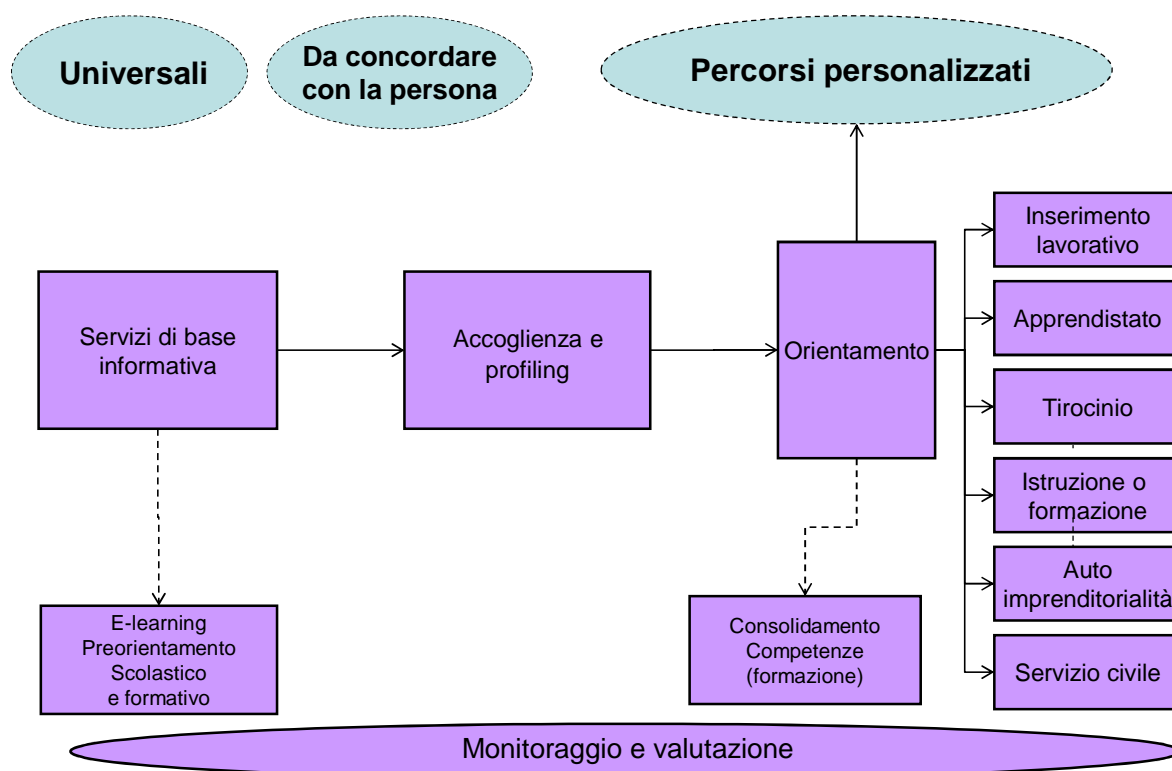 Universali
Da concordare
con la persona
Percorsi personalizzati
Servizi di base
informativa
Accoglienza e
profiling
Orientamento
Inserimento
lavorativo
Apprendistato
Tirocinio
Istruzione o
formazione
Auto
imprenditorialità
Servizio civile
E-learning
Preorientamento
Scolastico
e formativo
Consolidamento
Competenze
(formazione)
Monitoraggio e valutazione